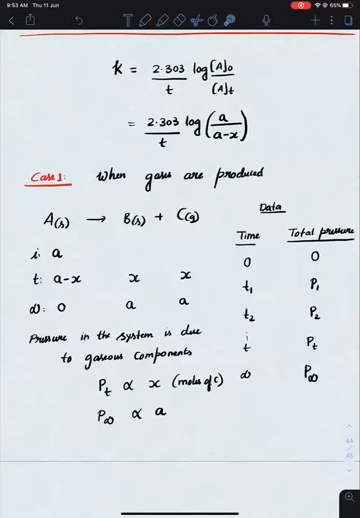 9:53 AM Thu 11 Jun
65%
K = 2.303/t log [A]o/[A]t
= 2.303/t log (a/a-x)
Case 1: When gases are produced
A(s) → B(s) + C(g)
i: a
t: a-x x x
∞: 0 a a
Pressure in the system is due
to gaseous components
Pt ∝ x (moles of C)
P∞ ∝ a
Data
Time Total pressure
0 0
t1 P1
t2 P2
⋮
t Pt
∞ P∞
44
45